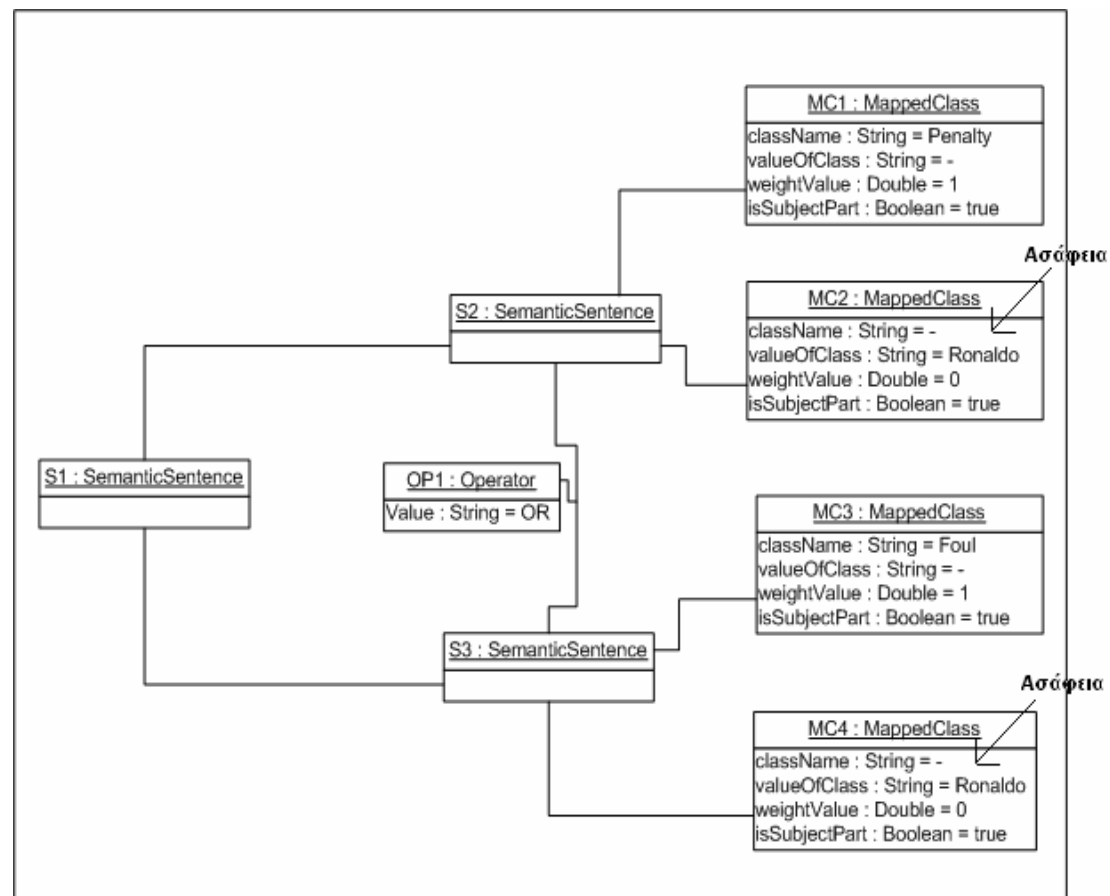 MC1 : MappedClass
className : String = Penalty
valueOfClass : String = -
weightValue : Double = 1
isSubjectPart : Boolean = true
Ασάφεια
MC2 : MappedClass
className : String = -
valueOfClass : String = Ronaldo
weightValue : Double = 0
isSubjectPart : Boolean = true
S2 : SemanticSentence
S1 : SemanticSentence
OP1 : Operator
Value : String = OR
MC3 : MappedClass
className : String = Foul
valueOfClass : String = -
weightValue : Double = 1
isSubjectPart : Boolean = true
S3 : SemanticSentence
Ασάφεια
MC4 : MappedClass
className : String = -
valueOfClass : String = Ronaldo
weightValue : Double = 0
isSubjectPart : Boolean = true